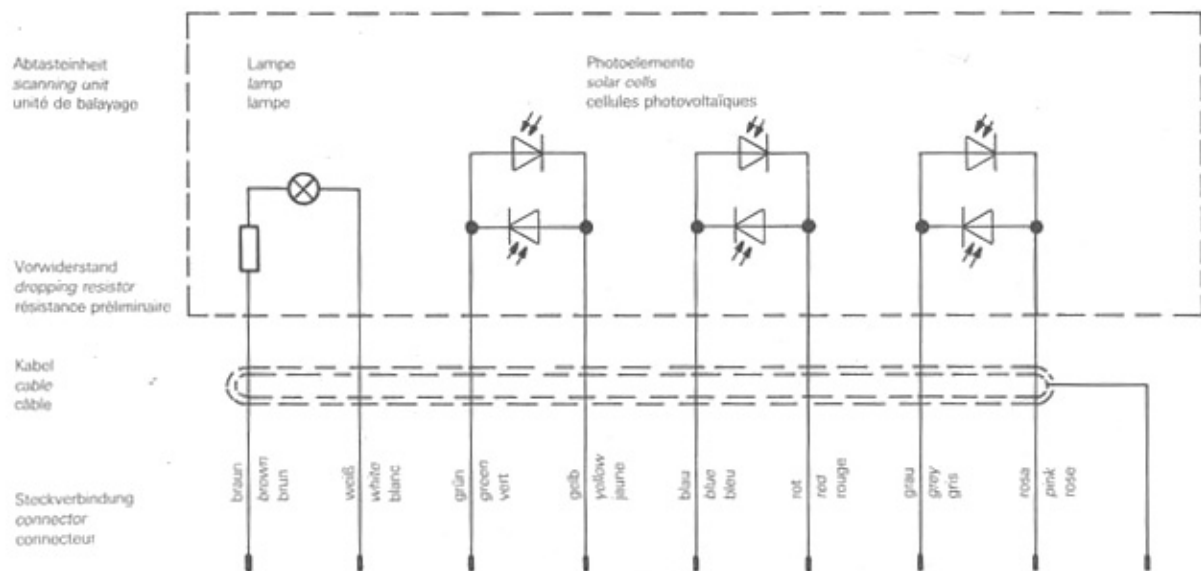 Abtasteinheit
scanning unit
unité de balayage
Lampe
lamp
lampe
Photoelemente
solar cells
cellules photovoltaïques
Vorwiderstand
dropping resistor
résistance préliminaire
Kabel
cable
câble
Steckverbindung
connector
connecteur
braun
brown
brun
weiß
white
blanc
grün
green
vert
gelb
yellow
jaune
blau
blue
bleu
rot
red
rouge
grau
grey
gris
rosa
pink
rose